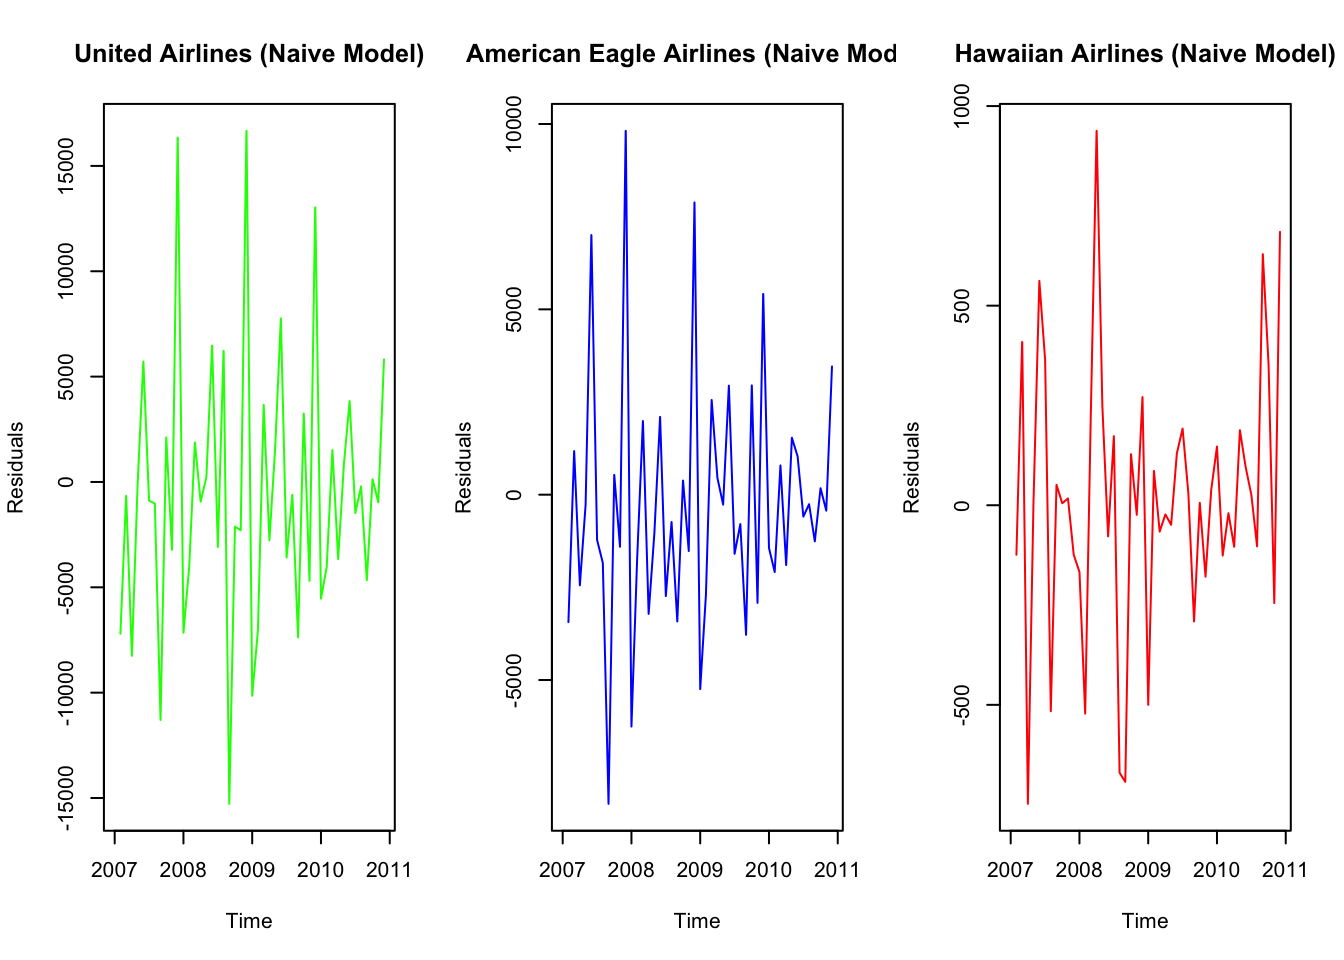 United Airlines (Naive Model)
Residuals
15000
10000
5000
0
-5000
-10000
-15000
2007 2008 2009 2010 2011
Time
American Eagle Airlines (Naive Mod
Residuals
10000
5000
0
-5000
2007 2008 2009 2010 2011
Time
Hawaiian Airlines (Naive Model)
Residuals
1000
500
0
-500
2007 2008 2009 2010 2011
Time